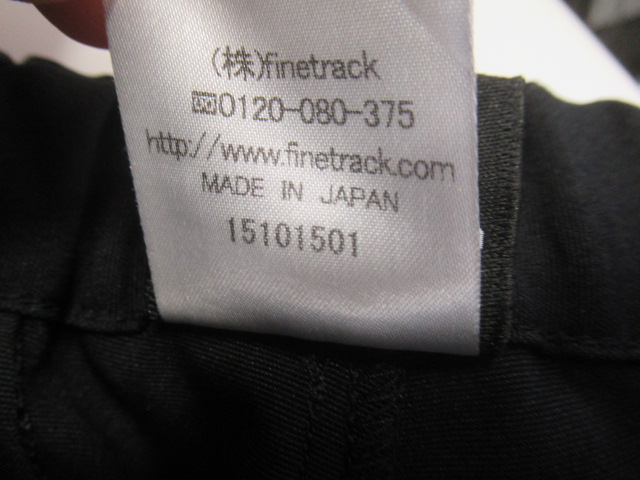 (株)finetrack
0120-080-375
http://www.finetrack.com
MADE IN JAPAN
15101501